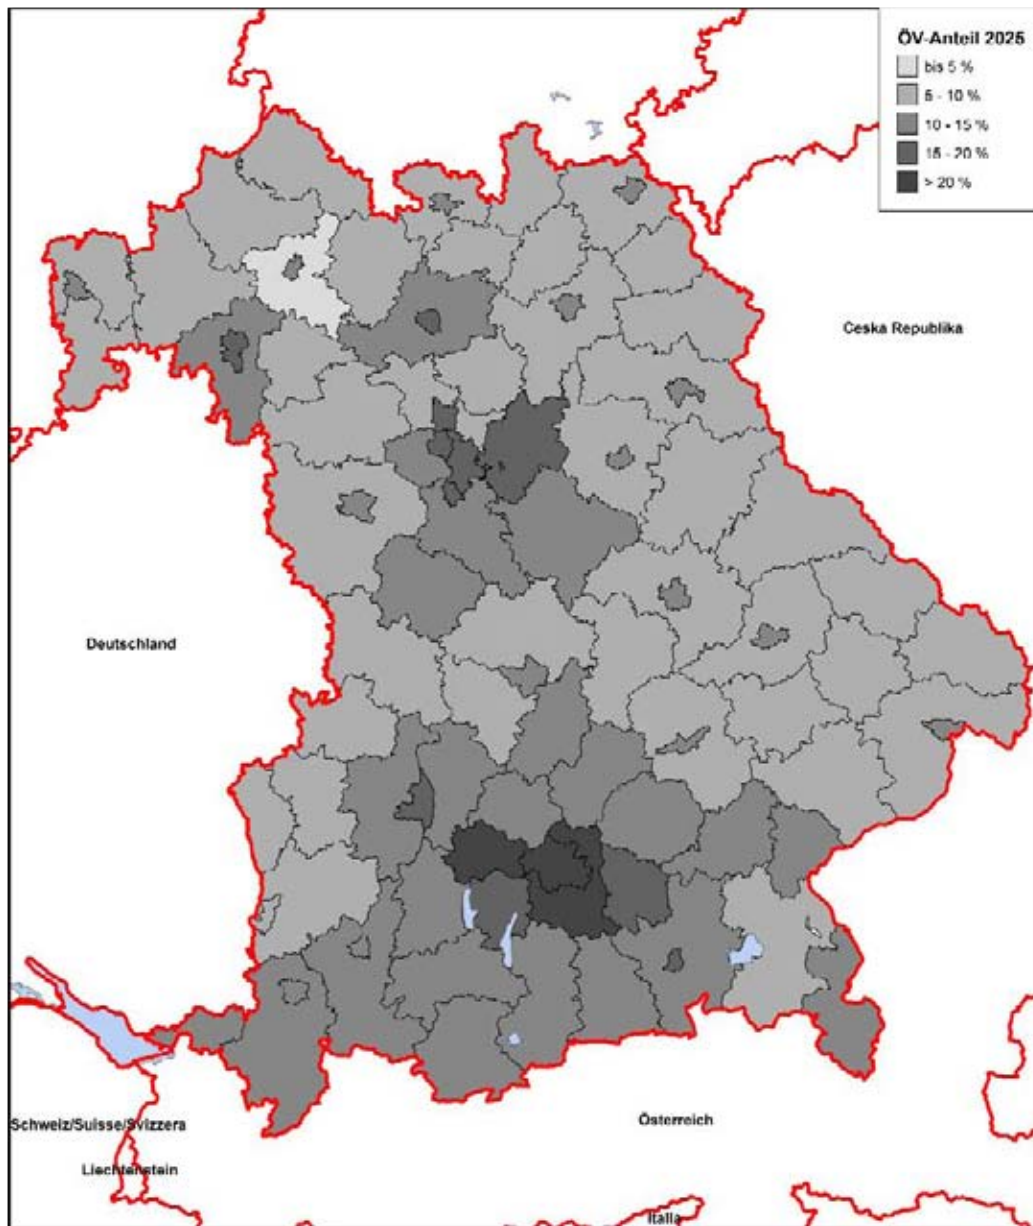 ÖV-Anteil 2025
bis 5 %
5 - 10 %
10 - 15 %
15 - 20 %
> 20 %
Ceska Republika
Deutschland
Schweiz/Suisse/Svizzera
Österreich
Liechtenstein
Italia